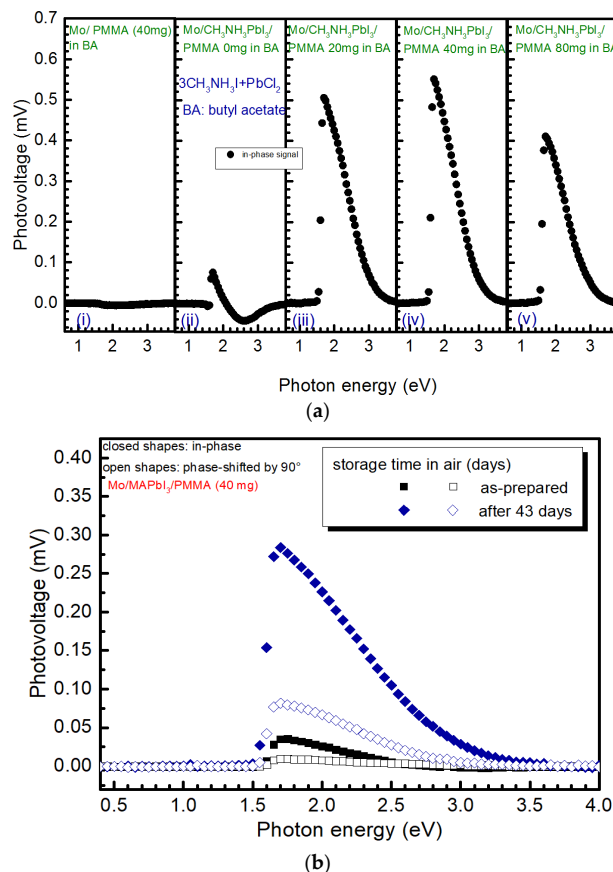 (a)
Mo/ PMMA (40mg)
in BA
Mo/CH₃NH₃PbI₃/
PMMA 0mg in BA
Mo/CH₃NH₃PbI₃/
PMMA 20mg in BA
Mo/CH₃NH₃PbI₃/
PMMA 40mg in BA
Mo/CH₃NH₃PbI₃/
PMMA 80mg in BA
3CH₃NH₃I+PbCl₂
BA: butyl acetate
in-phase signal
Photovoltage (mV)
0.7
0.6
0.5
0.4
0.3
0.2
0.1
0.0
(i)
(ii)
(iii)
(iv)
(v)
1 2 3 1 2 3 1 2 3 1 2 3 1 2 3
Photon energy (eV)
(a)
closed shapes: in-phase
open shapes: phase-shifted by 90°
Mo/MAPbI₃/PMMA (40 mg)
storage time in air (days)
as-prepared
after 43 days
Photovoltage (mV)
0.40
0.35
0.30
0.25
0.20
0.15
0.10
0.05
0.00
0.5 1.0 1.5 2.0 2.5 3.0 3.5 4.0
Photon energy (eV)
(b)